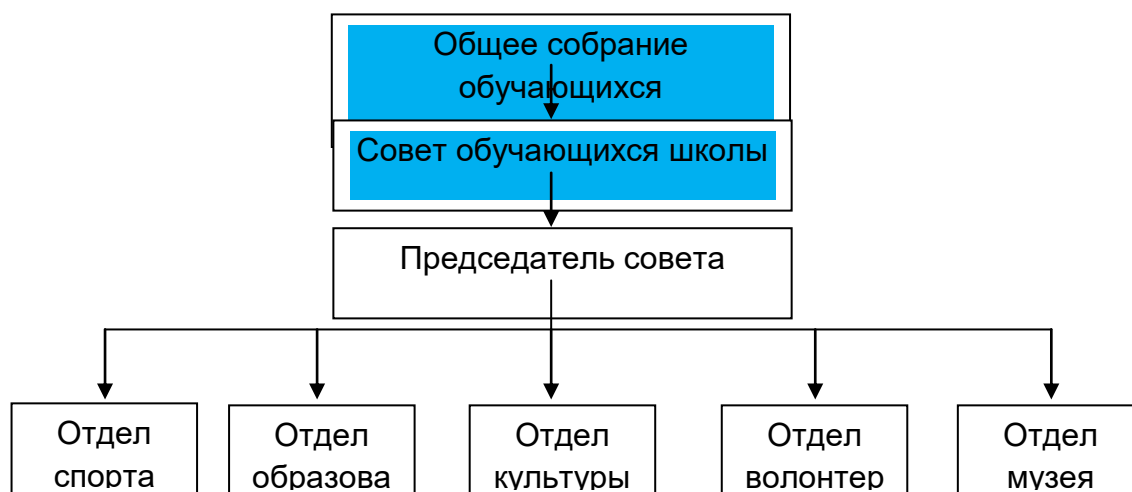 Общее собрание
обучающихся
Совет обучающихся школы
Председатель совета
Отдел
спорта
Отдел
образова
Отдел
культуры
Отдел
волонтер
Отдел
музея